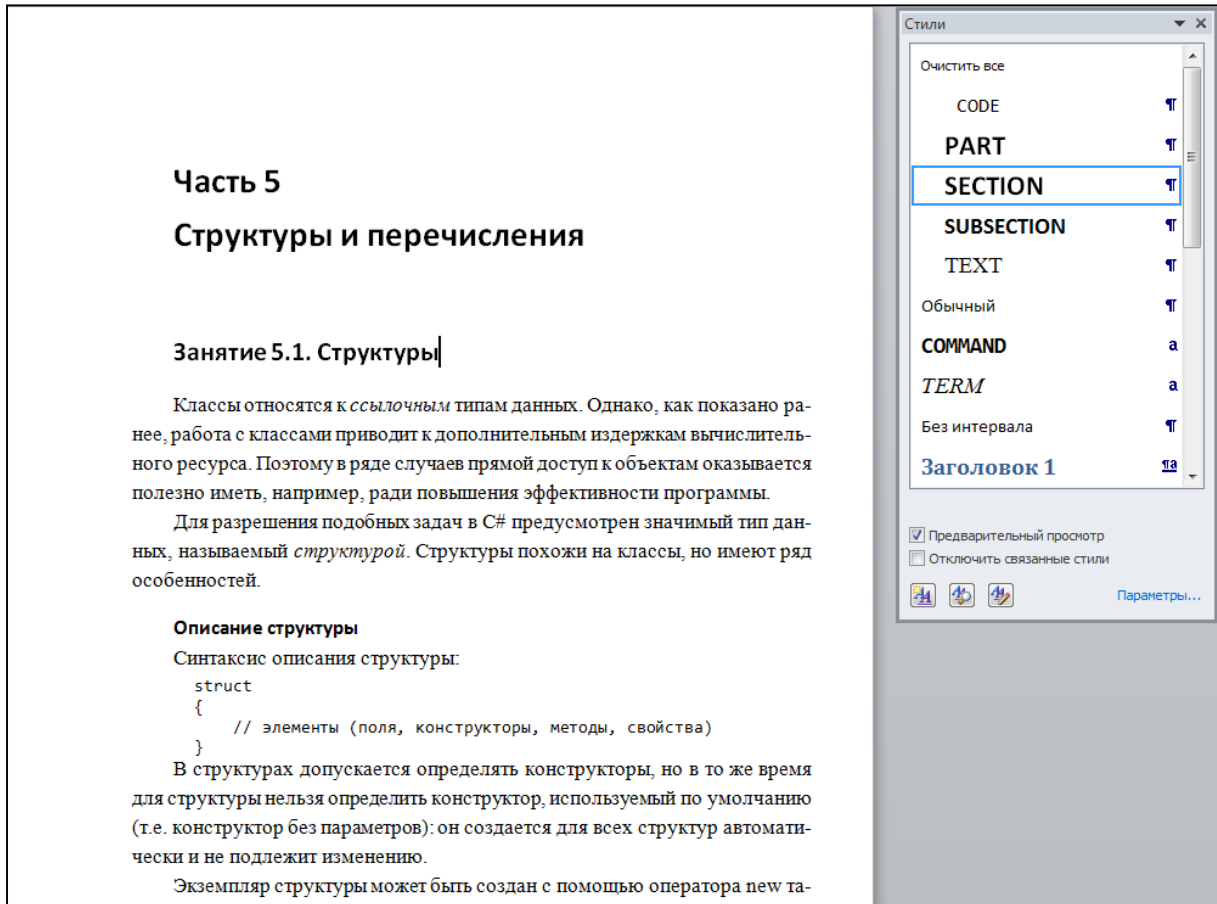 Часть 5
Структуры и перечисления
Занятие 5.1. Структуры
Классы относятся к ссылочным типам данных. Однако, как показано ра-
нее, работа с классами приводит к дополнительным издержкам вычислитель-
ного ресурса. Поэтому в ряде случаев прямой доступ к объектам оказывается
полезно иметь, например, ради повышения эффективности программы.
Для разрешения подобных задач в C# предусмотрен значимый тип дан-
ных, называемый структурой. Структуры похожи на классы, но имеют ряд
особенностей.
Описание структуры
Синтаксис описания структуры:
struct
{
// элементы (поля, конструкторы, методы, свойства)
}
В структурах допускается определять конструкторы, но в то же время
для структуры нельзя определить конструктор, используемый по умолчанию
(т.е. конструктор без параметров): он создается для всех структур автомати-
чески и не подлежит изменению.
Экземпляр структуры может быть создан с помощью оператора new та-
Стили
Очистить все
CODE ¶
PART ¶
SECTION ¶
SUBSECTION ¶
TEXT ¶
Обычный ¶
COMMAND a
TERM a
Без интервала ¶
Заголовок 1 ¶a
Предварительный просмотр
Отключить связанные стили
Параметры...